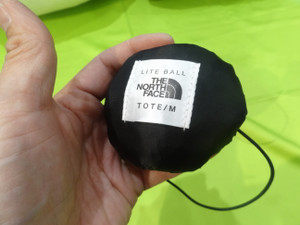 LITE BALL
THE
NORTH
FACE
TOTE/M